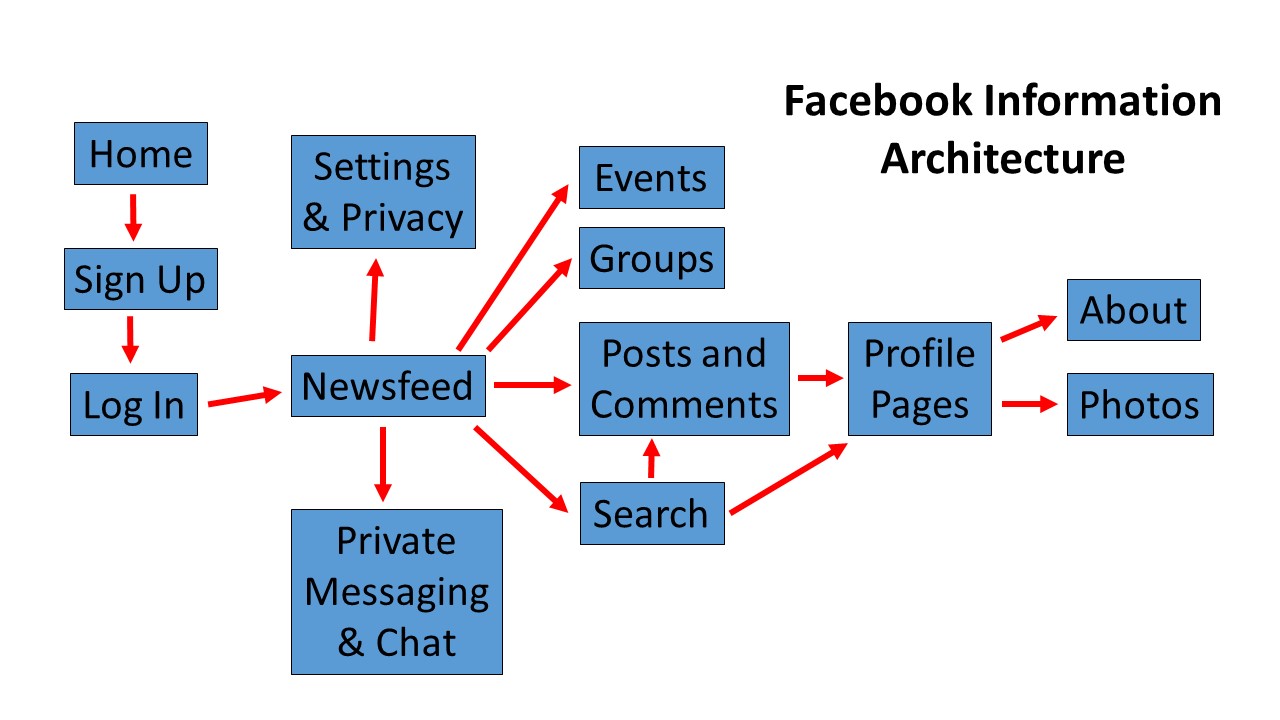 Facebook Information
Architecture
Home
Sign Up
Log In
Settings
& Privacy
Newsfeed
Private
Messaging
& Chat
Events
Groups
Posts and
Comments
Search
Profile
Pages
About
Photos